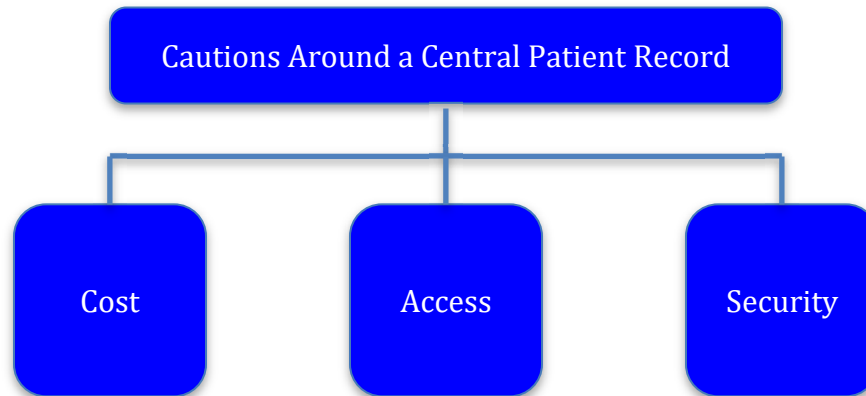 Cautions Around a Central Patient Record
Cost
Access
Security